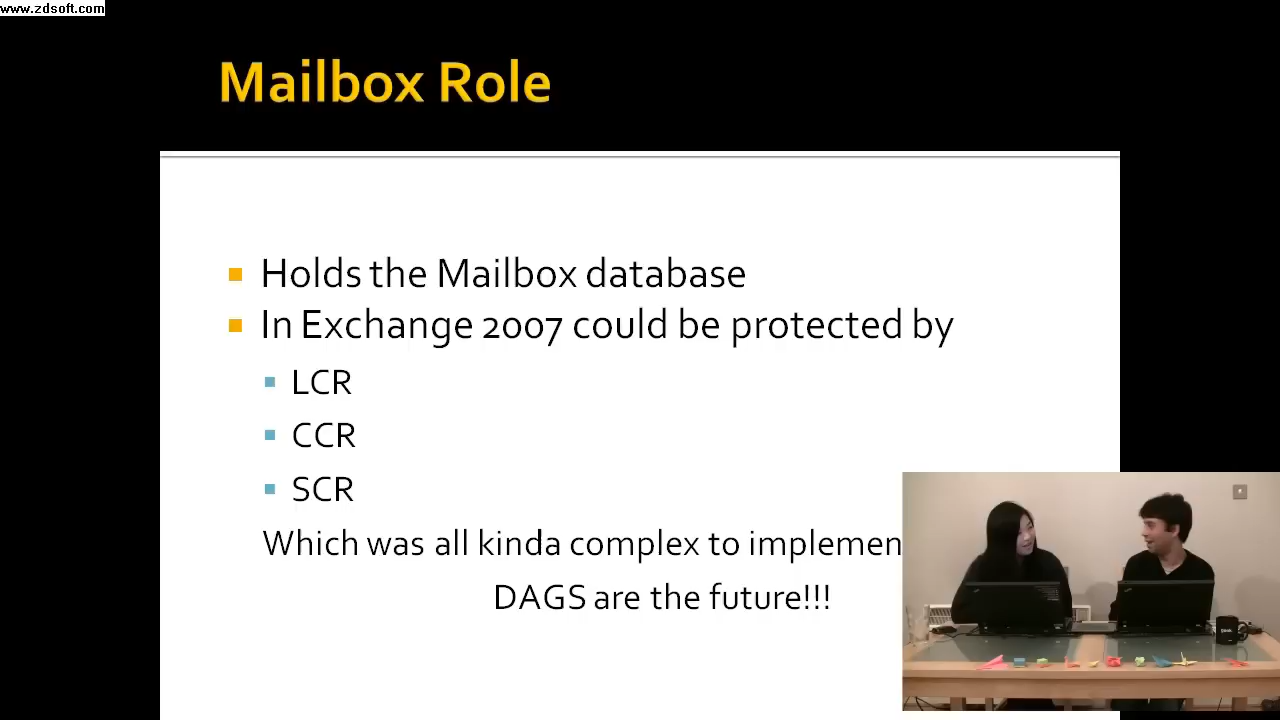 www.zdsoft.com
Mailbox Role
Holds the Mailbox database
In Exchange 2007 could be protected by
LCR
CCR
SCR
Which was all kinda complex to implemen
DAGS are the future!!!